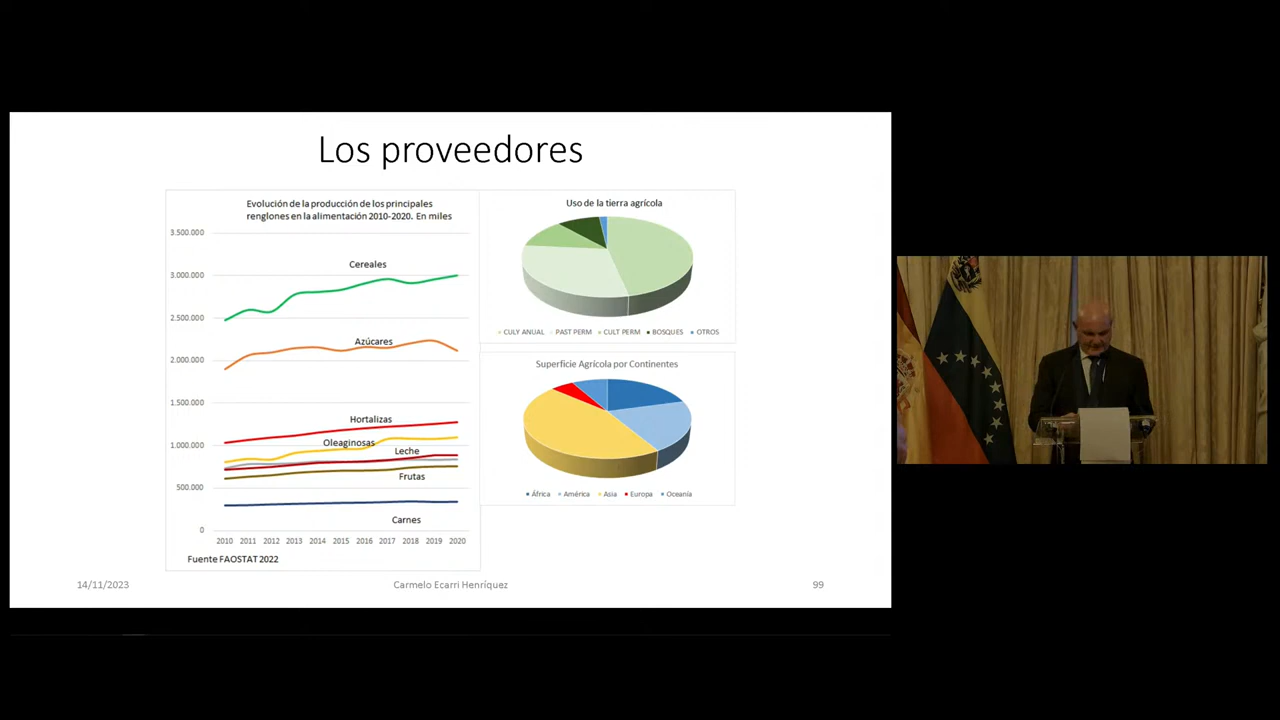 Los proveedores
Evolución de la producción de los principales
renglones en la alimentación 2010-2020. En miles
3.500.000
3.000.000
2.500.000
2.000.000
1.500.000
1.000.000
500.000
0
Cereales
Azúcares
Hortalizas
Oleaginosas
Leche
Frutas
Carnes
2010 2011 2012 2013 2014 2015 2016 2017 2018 2019 2020
Fuente FAOSTAT 2022
Uso de la tierra agrícola
CULY ANUAL PAST PERM CULT PERM BOSQUES OTROS
Superficie Agrícola por Continentes
África América Asia Europa Oceanía
14/11/2023
Carmelo Ecarri Henríquez
99